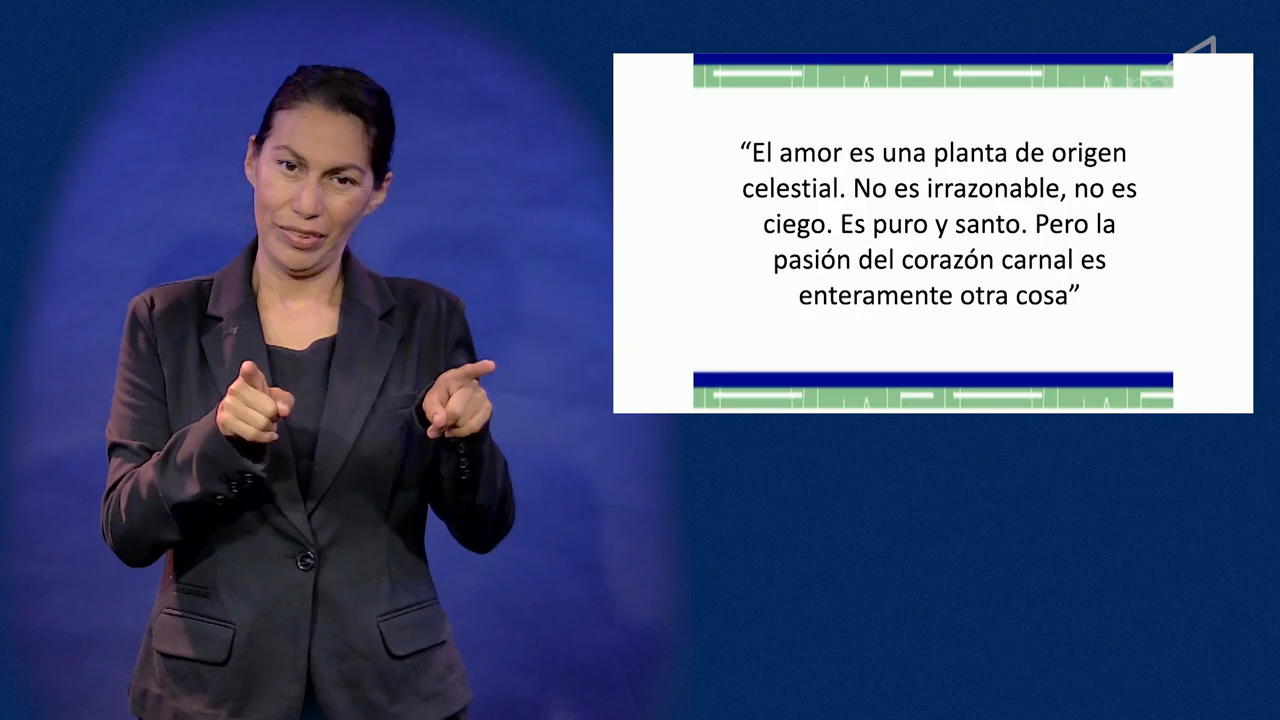 “El amor es una planta de origen
celestial. No es irrazonable, no es
ciego. Es puro y santo. Pero la
pasión del corazón carnal es
enteramente otra cosa”